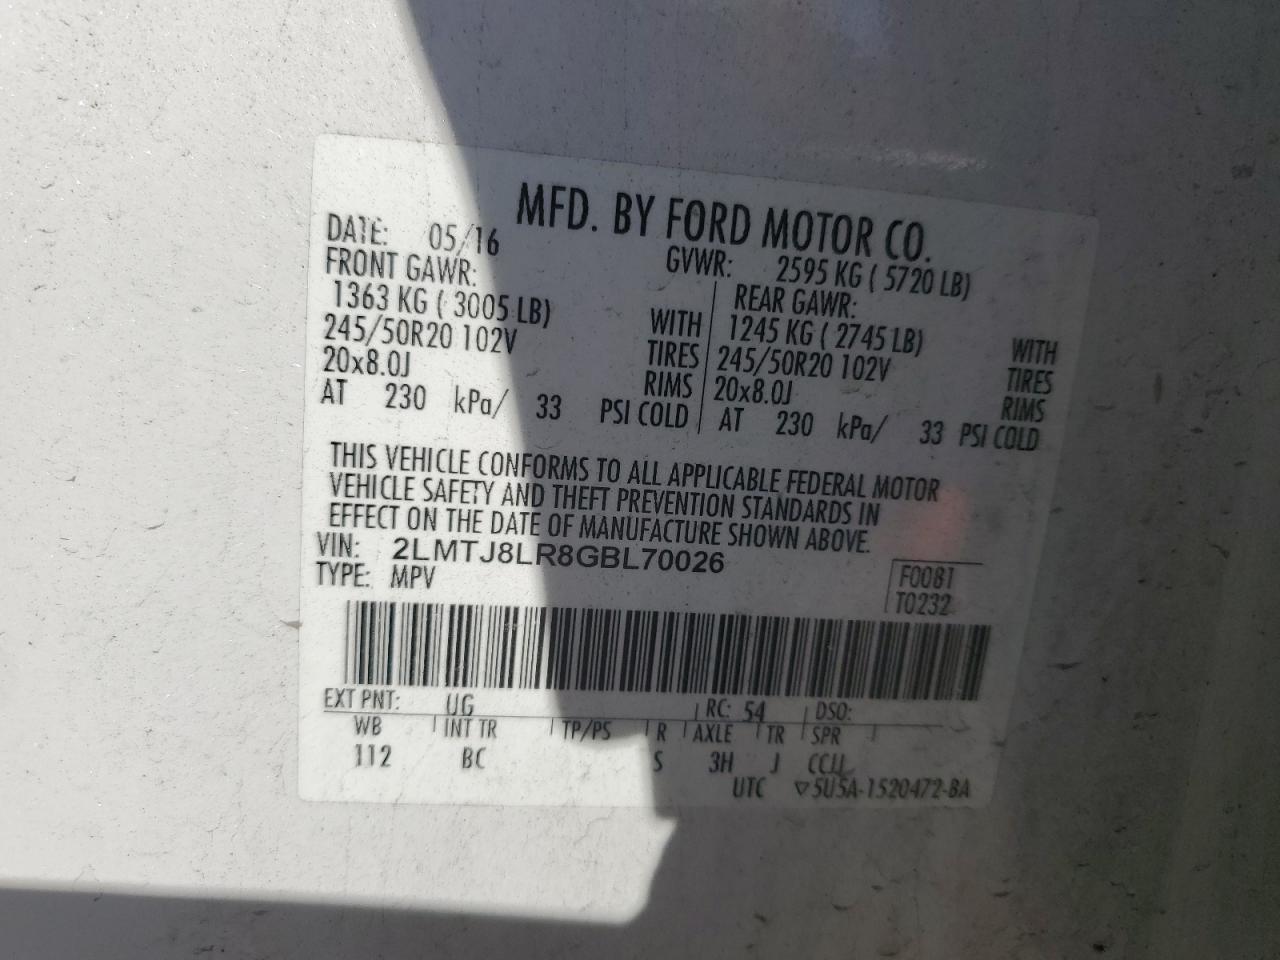 MFD. BY FORD MOTOR CO.
DATE: 05/16 GVWR: 2595 KG ( 5720 LB)
FRONT GAWR: REAR GAWR:
1363 KG ( 3005 LB) WITH 1245 KG ( 2745 LB) WITH
245/50R20 102V TIRES 245/50R20 102V TIRES
20x8.0J RIMS 20x8.0J RIMS
AT 230 kPa/ 33 PSI COLD AT 230 kPa/ 33 PSI COLD
THIS VEHICLE CONFORMS TO ALL APPLICABLE FEDERAL MOTOR
VEHICLE SAFETY AND THEFT PREVENTION STANDARDS IN
EFFECT ON THE DATE OF MANUFACTURE SHOWN ABOVE.
VIN: 2LMTJ8LR8GBL70026 F0081
TYPE: MPV T0232
EXT PNT: UG RC: 54 DSO:
WB INT TR TP/PS R AXLE TR SPR
112 BC S 3H J CCJJ
UTC ▽5U5A-1520472-BA